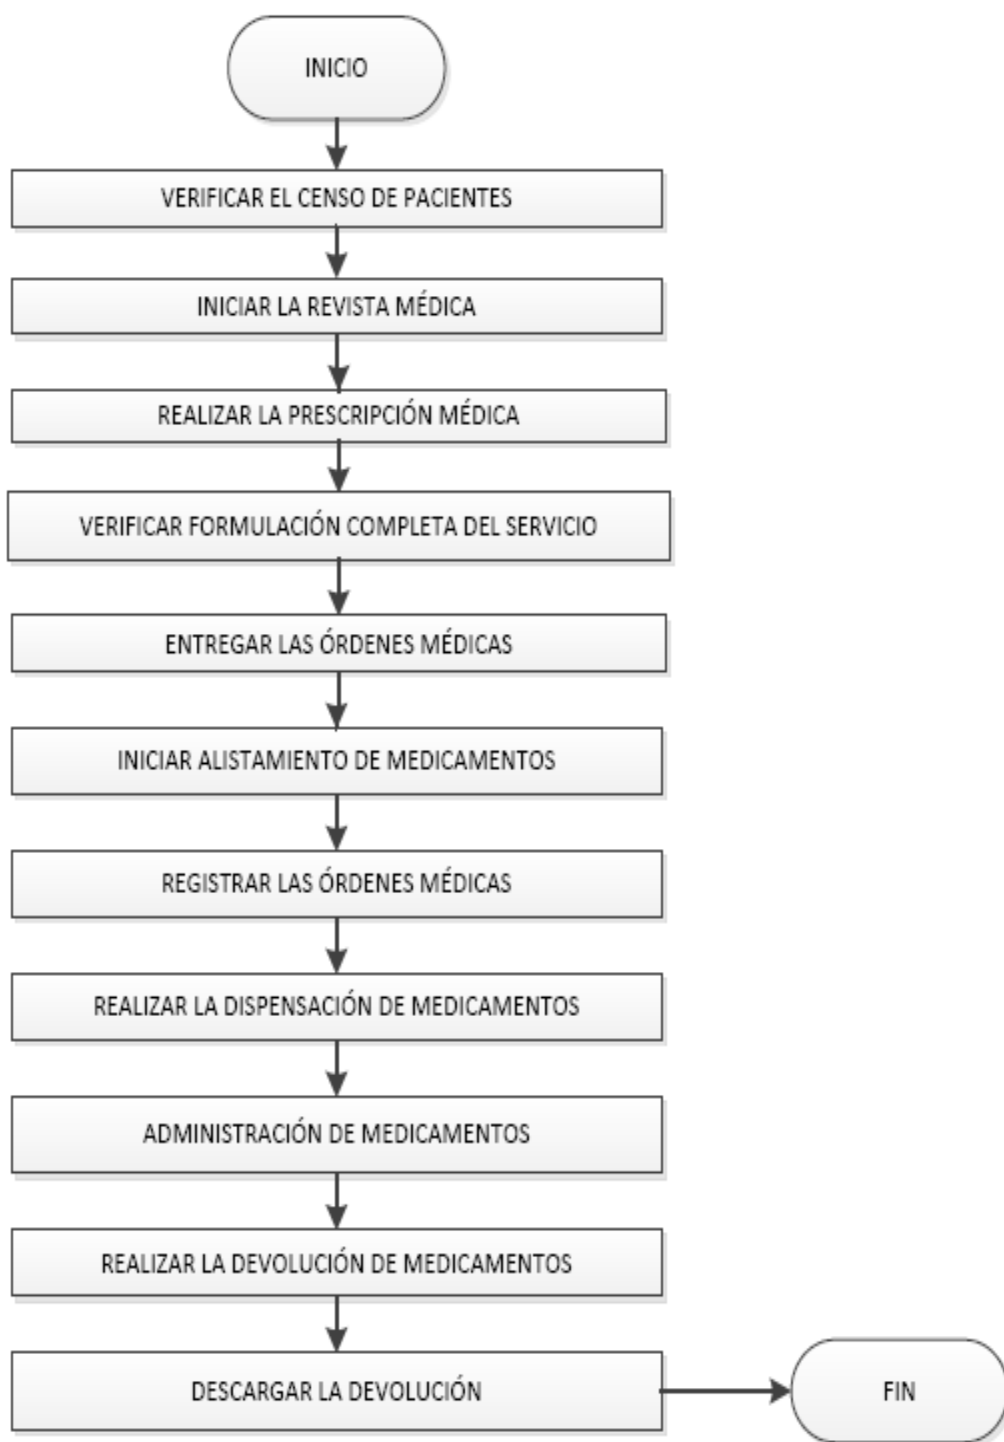 INICIO
VERIFICAR EL CENSO DE PACIENTES
INICIAR LA REVISTA MÉDICA
REALIZAR LA PRESCRIPCIÓN MÉDICA
VERIFICAR FORMULACIÓN COMPLETA DEL SERVICIO
ENTREGAR LAS ÓRDENES MÉDICAS
INICIAR ALISTAMIENTO DE MEDICAMENTOS
REGISTRAR LAS ÓRDENES MÉDICAS
REALIZAR LA DISPENSACIÓN DE MEDICAMENTOS
ADMINISTRACIÓN DE MEDICAMENTOS
REALIZAR LA DEVOLUCIÓN DE MEDICAMENTOS
DESCARGAR LA DEVOLUCIÓN
FIN